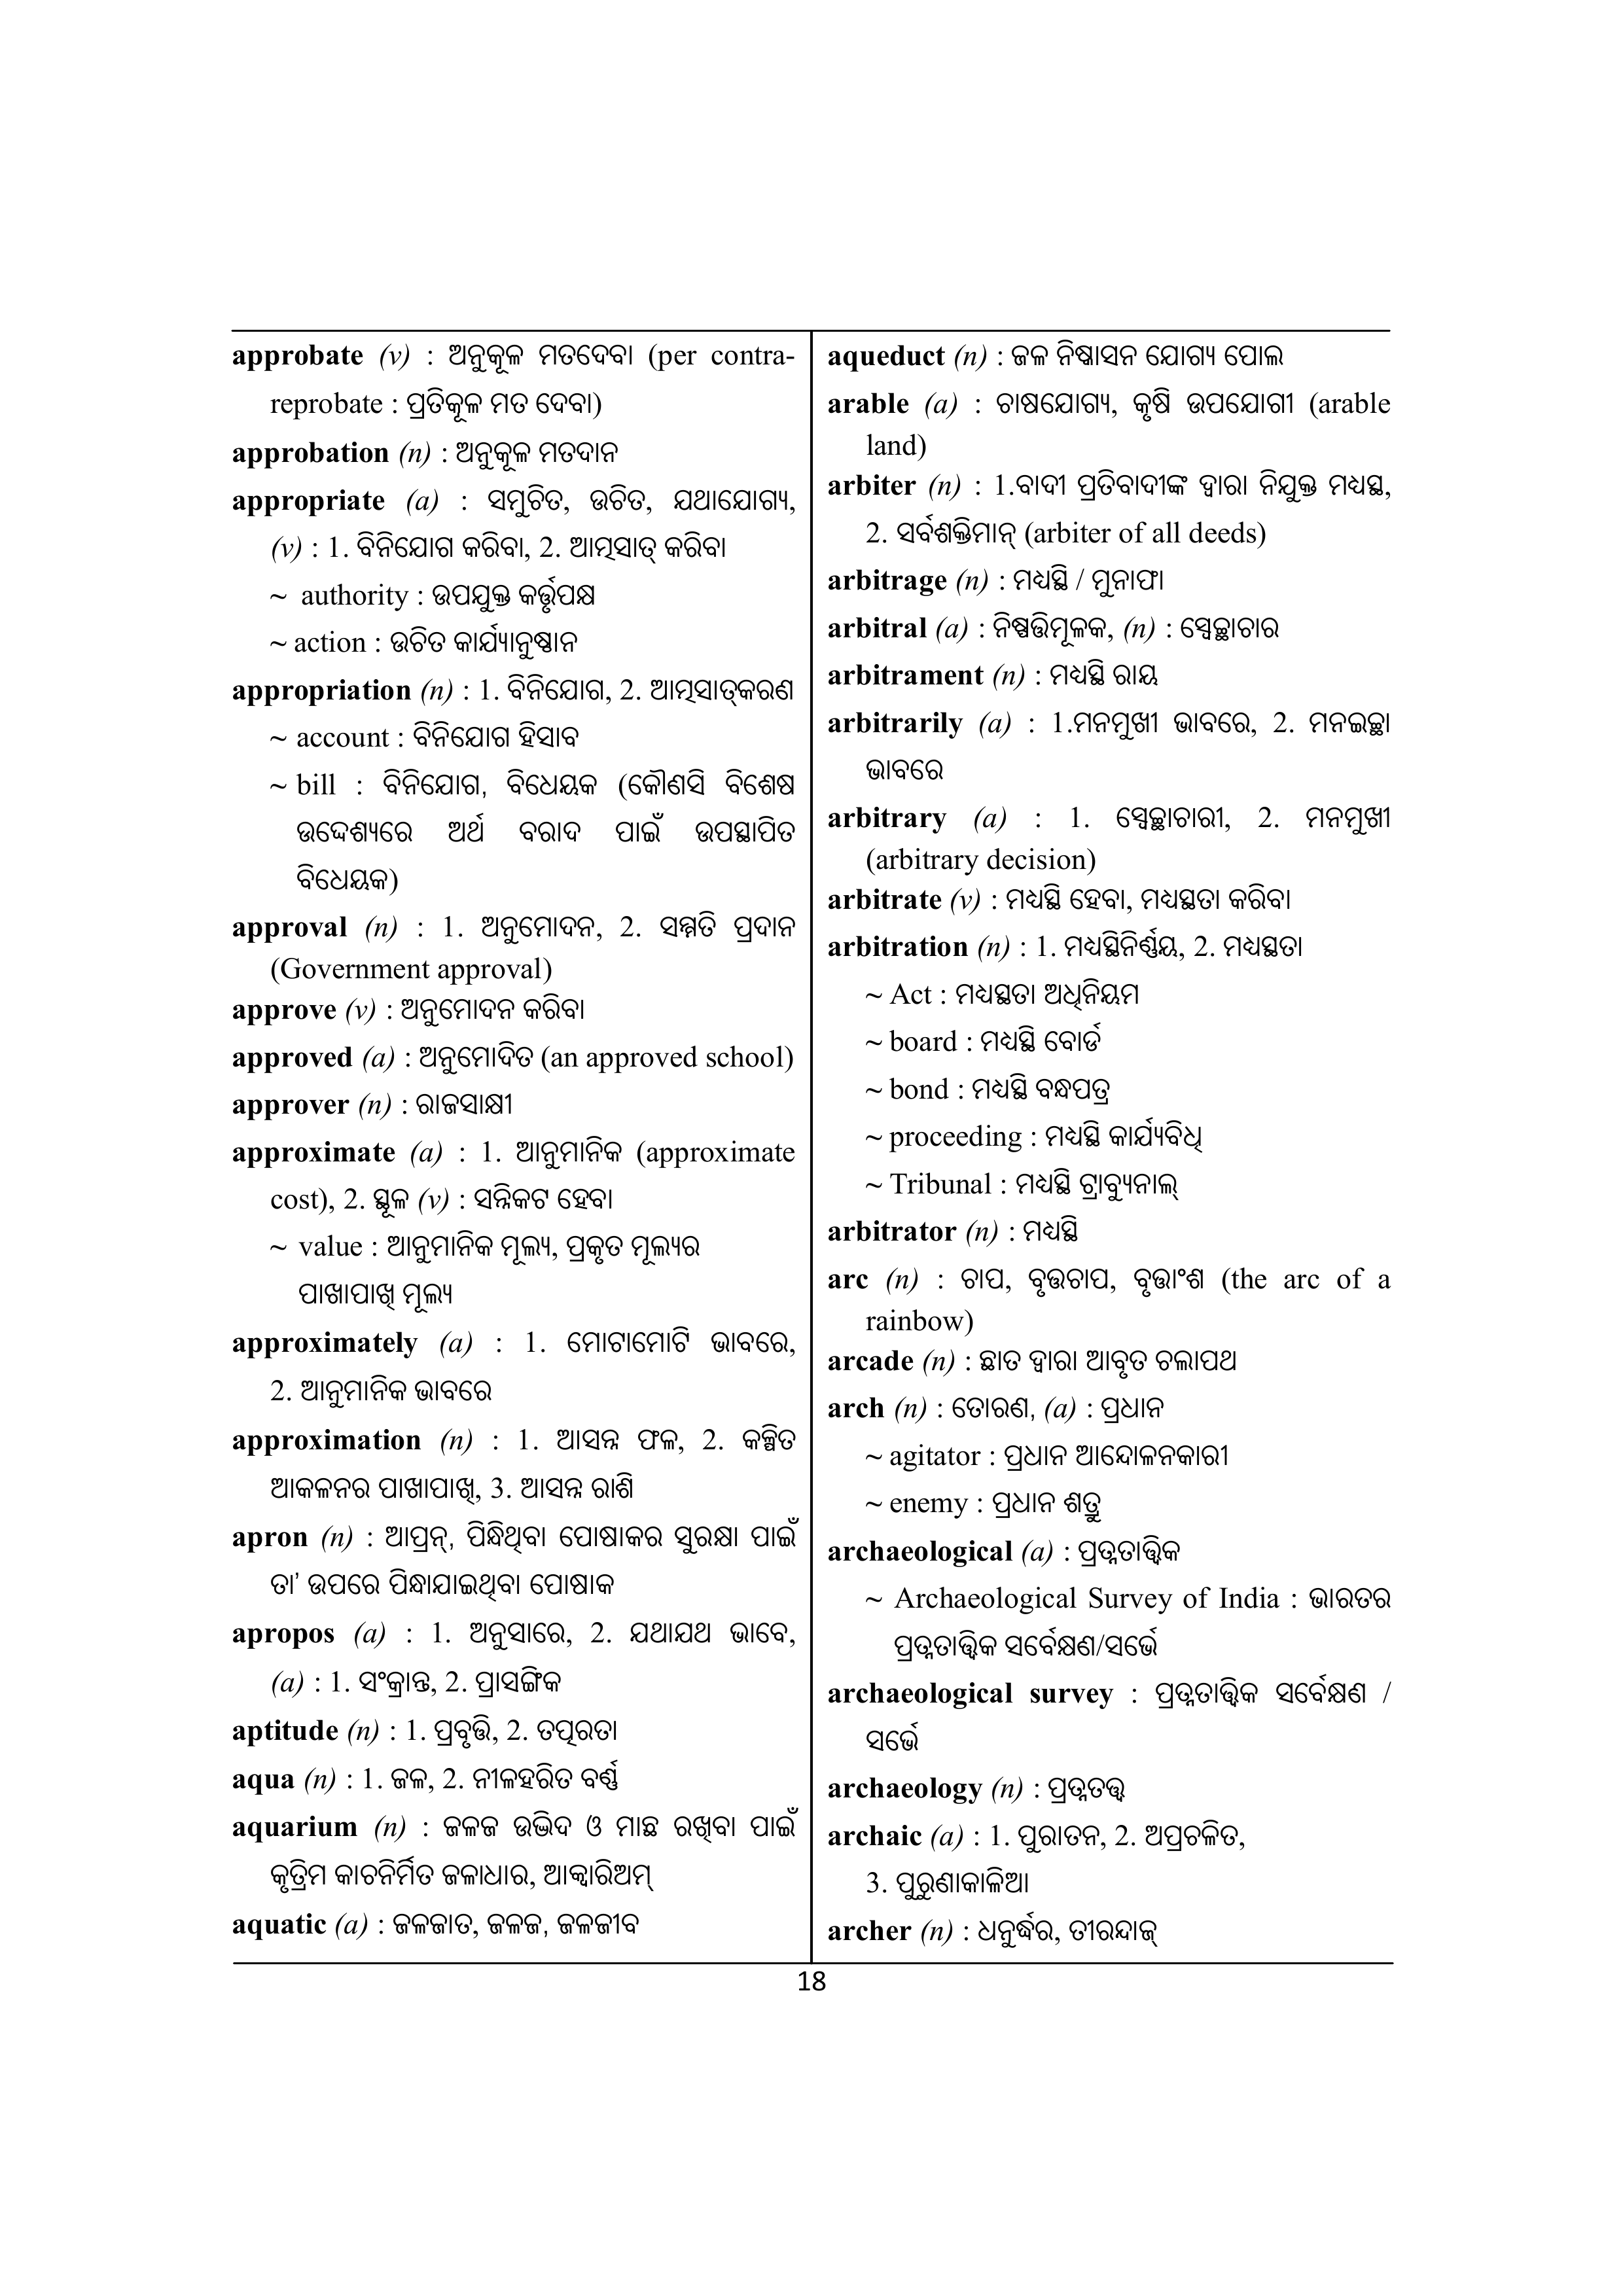 approbate (v) : ଅନୁକୂଳ ମତଦେବା (per contra-
reprobate : ପ୍ରତିକୂଳ ମତ ଦେବା)
approbation (n) : ଅନୁକୂଳ ମତଦାନ
appropriate (a) : ସମୁଚିତ, ଉଚିତ, ଯଥାଯୋଗ୍ୟ,
(v) : 1. ବିନିଯୋଗ କରିବା, 2. ଆତ୍ମସାତ୍ କରିବା
~ authority : ଉପଯୁକ୍ତ କର୍ତ୍ତୃପକ୍ଷ
~ action : ଉଚିତ କାର୍ଯ୍ୟାନୁଷ୍ଠାନ
appropriation (n) : 1. ବିନିଯୋଗ, 2. ଆତ୍ମସାତ୍‌କରଣ
~ account : ବିନିଯୋଗ ହିସାବ
~ bill : ବିନିଯୋଗ, ବିଧେୟକ (କୌଣସି ବିଶେଷ
ଉଦ୍ଦେଶ୍ୟରେ ଅର୍ଥ ବରାଦ ପାଇଁ ଉପସ୍ଥାପିତ
ବିଧେୟକ)
approval (n) : 1. ଅନୁମୋଦନ, 2. ସମ୍ମତି ପ୍ରଦାନ
(Government approval)
approve (v) : ଅନୁମୋଦନ କରିବା
approved (a) : ଅନୁମୋଦିତ (an approved school)
approver (n) : ରାଜସାକ୍ଷୀ
approximate (a) : 1. ଆନୁମାନିକ (approximate
cost), 2. ସ୍ଥୂଳ (v) : ସନ୍ନିକଟ ହେବା
~ value : ଆନୁମାନିକ ମୂଲ୍ୟ, ପ୍ରକୃତ ମୂଲ୍ୟର
ପାଖାପାଖି ମୂଲ୍ୟ
approximately (a) : 1. ମୋଟାମୋଟି ଭାବରେ,
2. ଆନୁମାନିକ ଭାବରେ
approximation (n) : 1. ଆସନ୍ନ ଫଳ, 2. କଳ୍ପିତ
ଆକଳନର ପାଖାପାଖି, 3. ଆସନ୍ନ ରାଶି
apron (n) : ଆପ୍ରନ୍, ପିନ୍ଧିଥିବା ପୋଷାକର ସୁରକ୍ଷା ପାଇଁ
ତା’ ଉପରେ ପିନ୍ଧାଯାଇଥିବା ପୋଷାକ
apropos (a) : 1. ଅନୁସାରେ, 2. ଯଥାଯଥ ଭାବେ,
(a) : 1. ସଂକ୍ରାନ୍ତ, 2. ପ୍ରାସଙ୍ଗିକ
aptitude (n) : 1. ପ୍ରବୃତ୍ତି, 2. ତତ୍ପରତା
aqua (n) : 1. ଜଳ, 2. ନୀଳହରିତ ବର୍ଣ୍ଣ
aquarium (n) : ଜଳଜ ଉଦ୍ଭିଦ ଓ ମାଛ ରଖିବା ପାଇଁ
କୃତ୍ରିମ କାଚନିର୍ମିତ ଜଳାଧାର, ଆକ୍ୱାରିଅମ୍
aquatic (a) : ଜଳଜାତ, ଜଳଜ, ଜଳଜୀବ
aqueduct (n) : ଜଳ ନିଷ୍କାସନ ଯୋଗ୍ୟ ପୋଲ
arable (a) : ଚାଷଯୋଗ୍ୟ, କୃଷି ଉପଯୋଗୀ (arable
land)
arbiter (n) : 1.ବାଦୀ ପ୍ରତିବାଦୀଙ୍କ ଦ୍ୱାରା ନିଯୁକ୍ତ ମଧ୍ୟସ୍ଥ,
2. ସର୍ବଶକ୍ତିମାନ୍ (arbiter of all deeds)
arbitrage (n) : ମଧ୍ୟସ୍ଥି / ମୁନାଫା
arbitral (a) : ନିଷ୍ପତ୍ତିମୂଳକ, (n) : ସ୍ୱେଚ୍ଛାଚାର
arbitrament (n) : ମଧ୍ୟସ୍ଥି ରାୟ
arbitrarily (a) : 1.ମନମୁଖୀ ଭାବରେ, 2. ମନଇଚ୍ଛା
ଭାବରେ
arbitrary (a) : 1. ସ୍ୱେଚ୍ଛାଚାରୀ, 2. ମନମୁଖୀ
(arbitrary decision)
arbitrate (v) : ମଧ୍ୟସ୍ଥି ହେବା, ମଧ୍ୟସ୍ଥତା କରିବା
arbitration (n) : 1. ମଧ୍ୟସ୍ଥିନିର୍ଣ୍ଣୟ, 2. ମଧ୍ୟସ୍ଥତା
~ Act : ମଧ୍ୟସ୍ଥତା ଅଧିନିୟମ
~ board : ମଧ୍ୟସ୍ଥି ବୋର୍ଡ
~ bond : ମଧ୍ୟସ୍ଥି ବନ୍ଧପତ୍ର
~ proceeding : ମଧ୍ୟସ୍ଥି କାର୍ଯ୍ୟବିଧି
~ Tribunal : ମଧ୍ୟସ୍ଥି ଟ୍ରାବ୍ୟୁନାଲ୍
arbitrator (n) : ମଧ୍ୟସ୍ଥି
arc (n) : ଚାପ, ବୃତ୍ତଚାପ, ବୃତ୍ତାଂଶ (the arc of a
rainbow)
arcade (n) : ଛାତ ଦ୍ୱାରା ଆବୃତ ଚଲାପଥ
arch (n) : ତୋରଣ, (a) : ପ୍ରଧାନ
~ agitator : ପ୍ରଧାନ ଆନ୍ଦୋଳନକାରୀ
~ enemy : ପ୍ରଧାନ ଶତ୍ରୁ
archaeological (a) : ପ୍ରତ୍ନତାତ୍ତ୍ୱିକ
~ Archaeological Survey of India : ଭାରତର
ପ୍ରତ୍ନତାତ୍ତ୍ୱିକ ସର୍ବେକ୍ଷଣ/ସର୍ଭେ
archaeological survey : ପ୍ରତ୍ନତାତ୍ତ୍ୱିକ ସର୍ବେକ୍ଷଣ /
ସର୍ଭେ
archaeology (n) : ପ୍ରତ୍ନତତ୍ତ୍ୱ
archaic (a) : 1. ପୁରାତନ, 2. ଅପ୍ରଚଳିତ,
3. ପୁରୁଣାକାଳିଆ
archer (n) : ଧନୁର୍ଦ୍ଧର, ତୀରନ୍ଦାଜ୍
18